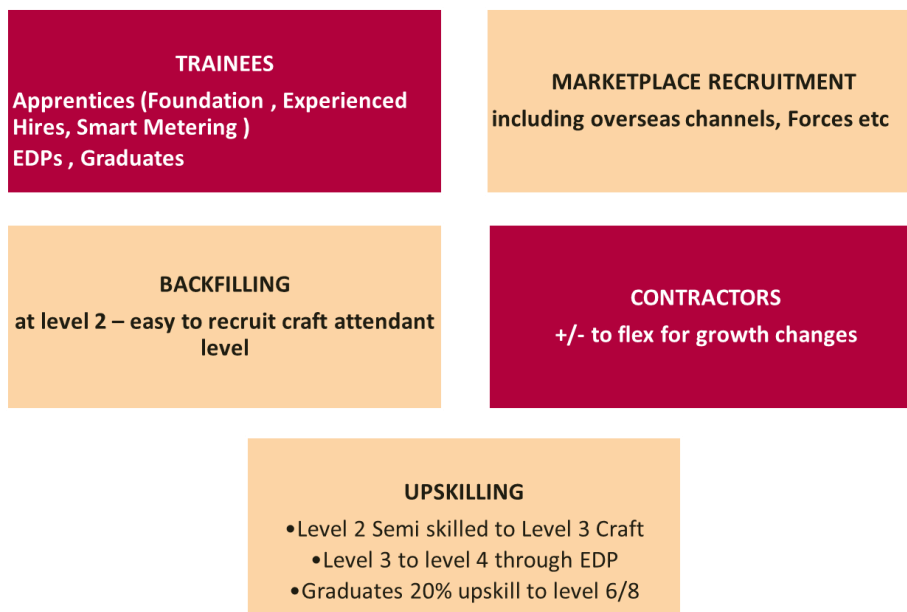 TRAINEES
Apprentices (Foundation , Experienced
Hires, Smart Metering )
EDPs , Graduates
MARKETPLACE RECRUITMENT
including overseas channels, Forces etc
BACKFILLING
at level 2 – easy to recruit craft attendant
level
CONTRACTORS
+/- to flex for growth changes
UPSKILLING
•Level 2 Semi skilled to Level 3 Craft
•Level 3 to level 4 through EDP
•Graduates 20% upskill to level 6/8